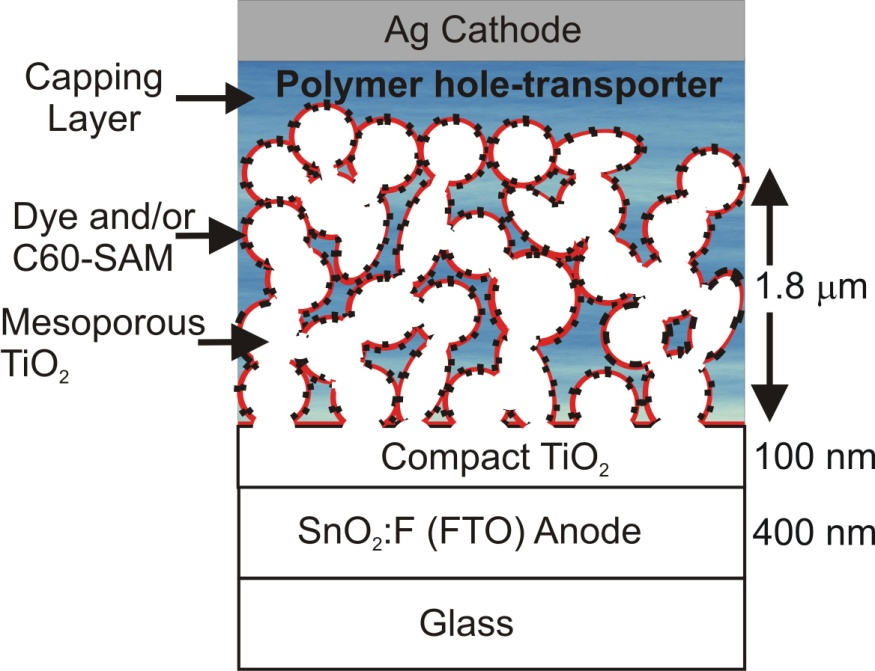 Ag Cathode
Capping
Layer
Polymer hole-transporter
Dye and/or
C60-SAM
Mesoporous
TiO₂
1.8 μm
Compact TiO₂
100 nm
SnO₂:F (FTO) Anode
400 nm
Glass